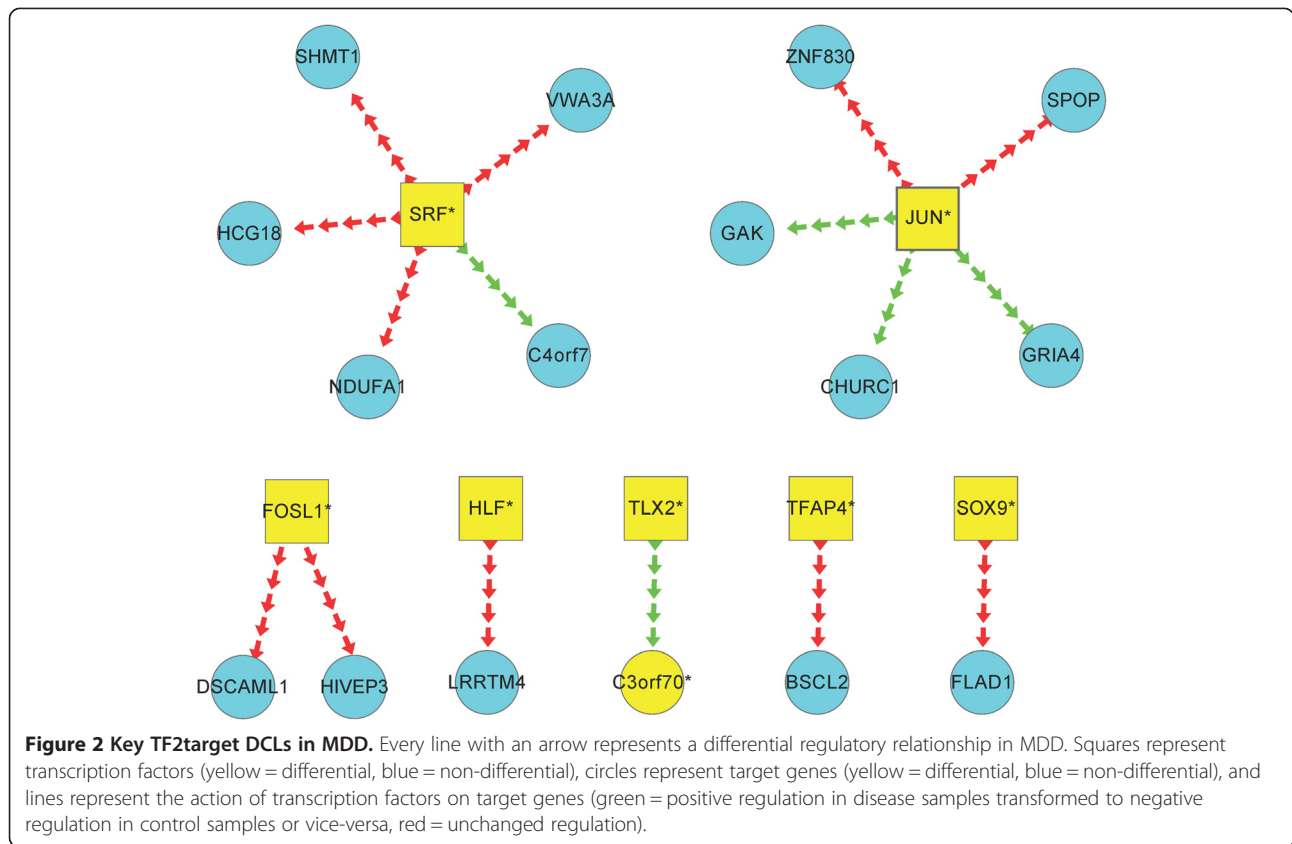 SHMT1
VWA3A
SRF*
HCG18
NDUFA1
C4orf7
ZNF830
SPOP
JUN*
GAK
CHURC1
GRIA4
FOSL1*
HLF*
TLX2*
TFAP4*
SOX9*
DSCAML1
HIVEP3
LRRTM4
C3orf70*
BSCL2
FLAD1
Figure 2 Key TF2target DCLs in MDD. Every line with an arrow represents a differential regulatory relationship in MDD. Squares represent
transcription factors (yellow = differential, blue = non-differential), circles represent target genes (yellow = differential, blue = non-differential), and
lines represent the action of transcription factors on target genes (green = positive regulation in disease samples transformed to negative
regulation in control samples or vice-versa, red = unchanged regulation).